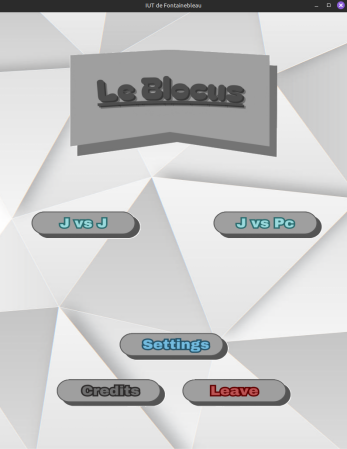 IUT de Fontainebleau
Le Blocus
J vs J
J vs Pc
Settings
Credits
Leave